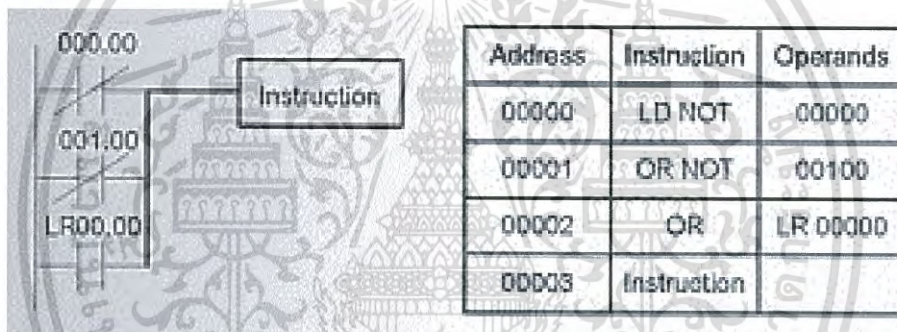 000.00
Instruction
001.00
LR00.00
Address Instruction Operands
00000 LD NOT 00000
00001 OR NOT 00100
00002 OR LR 00000
00003 Instruction